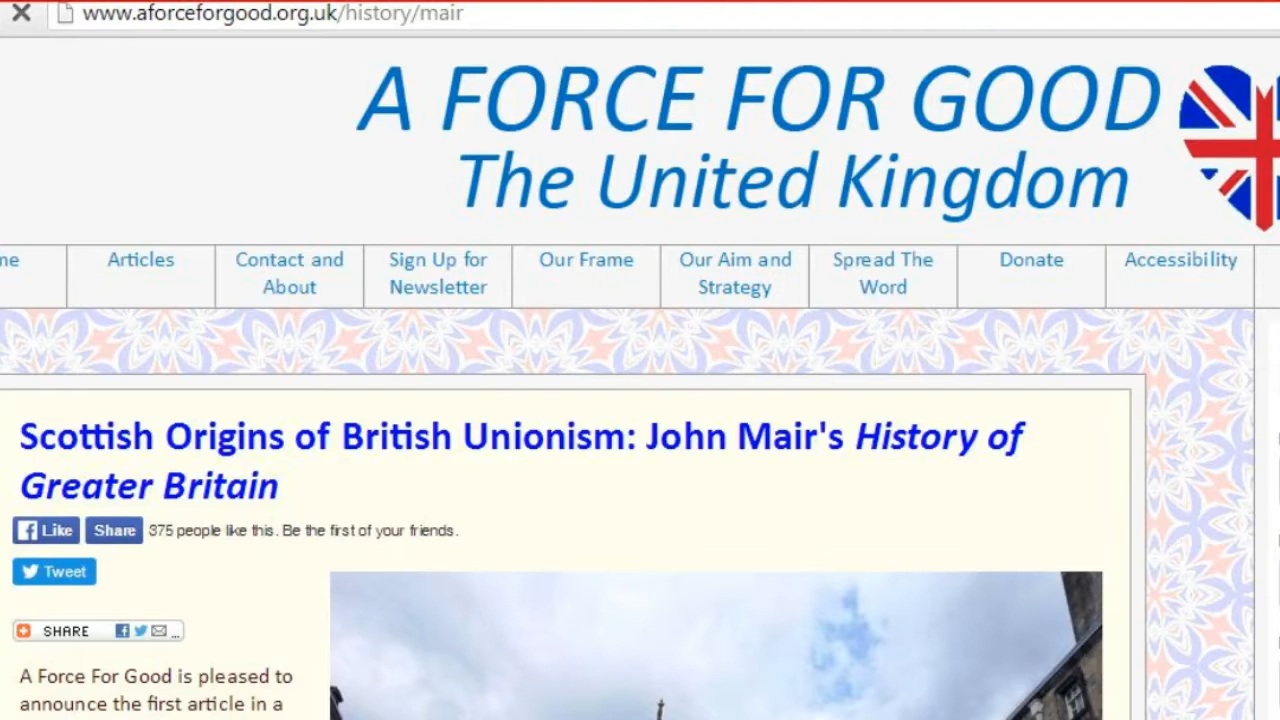 www.aforceforgood.org.uk/history/mair
A FORCE FOR GOOD
The United Kingdom
me
Articles
Contact and
About
Sign Up for
Newsletter
Our Frame
Our Aim and
Strategy
Spread The
Word
Donate
Accessibility
Scottish Origins of British Unionism: John Mair's History of
Greater Britain
Like Share 375 people like this. Be the first of your friends.
Tweet
SHARE ...
A Force For Good is pleased to
announce the first article in a